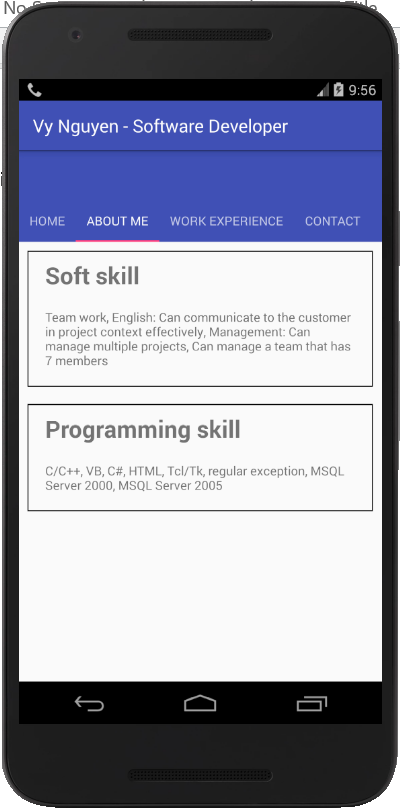 No
9:56
Vy Nguyen - Software Developer
HOME ABOUT ME WORK EXPERIENCE CONTACT
Soft skill
Team work, English: Can communicate to the customer
in project context effectively, Management: Can
manage multiple projects, Can manage a team that has
7 members
Programming skill
C/C++, VB, C#, HTML, Tcl/Tk, regular exception, MSQL
Server 2000, MSQL Server 2005